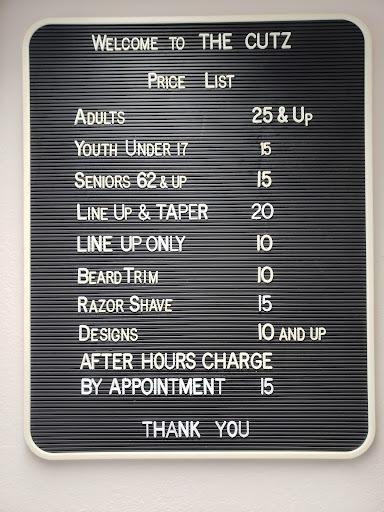 WELCOME TO THE CUTZ
PRICE LIST
ADULTS 25 & UP
YOUTH UNDER 17 15
SENIORS 62 & UP 15
LINE UP & TAPER 20
LINE UP ONLY 10
BEARD TRIM 10
RAZOR SHAVE 15
DESIGNS 10 AND UP
AFTER HOURS CHARGE
BY APPOINTMENT 15
THANK YOU